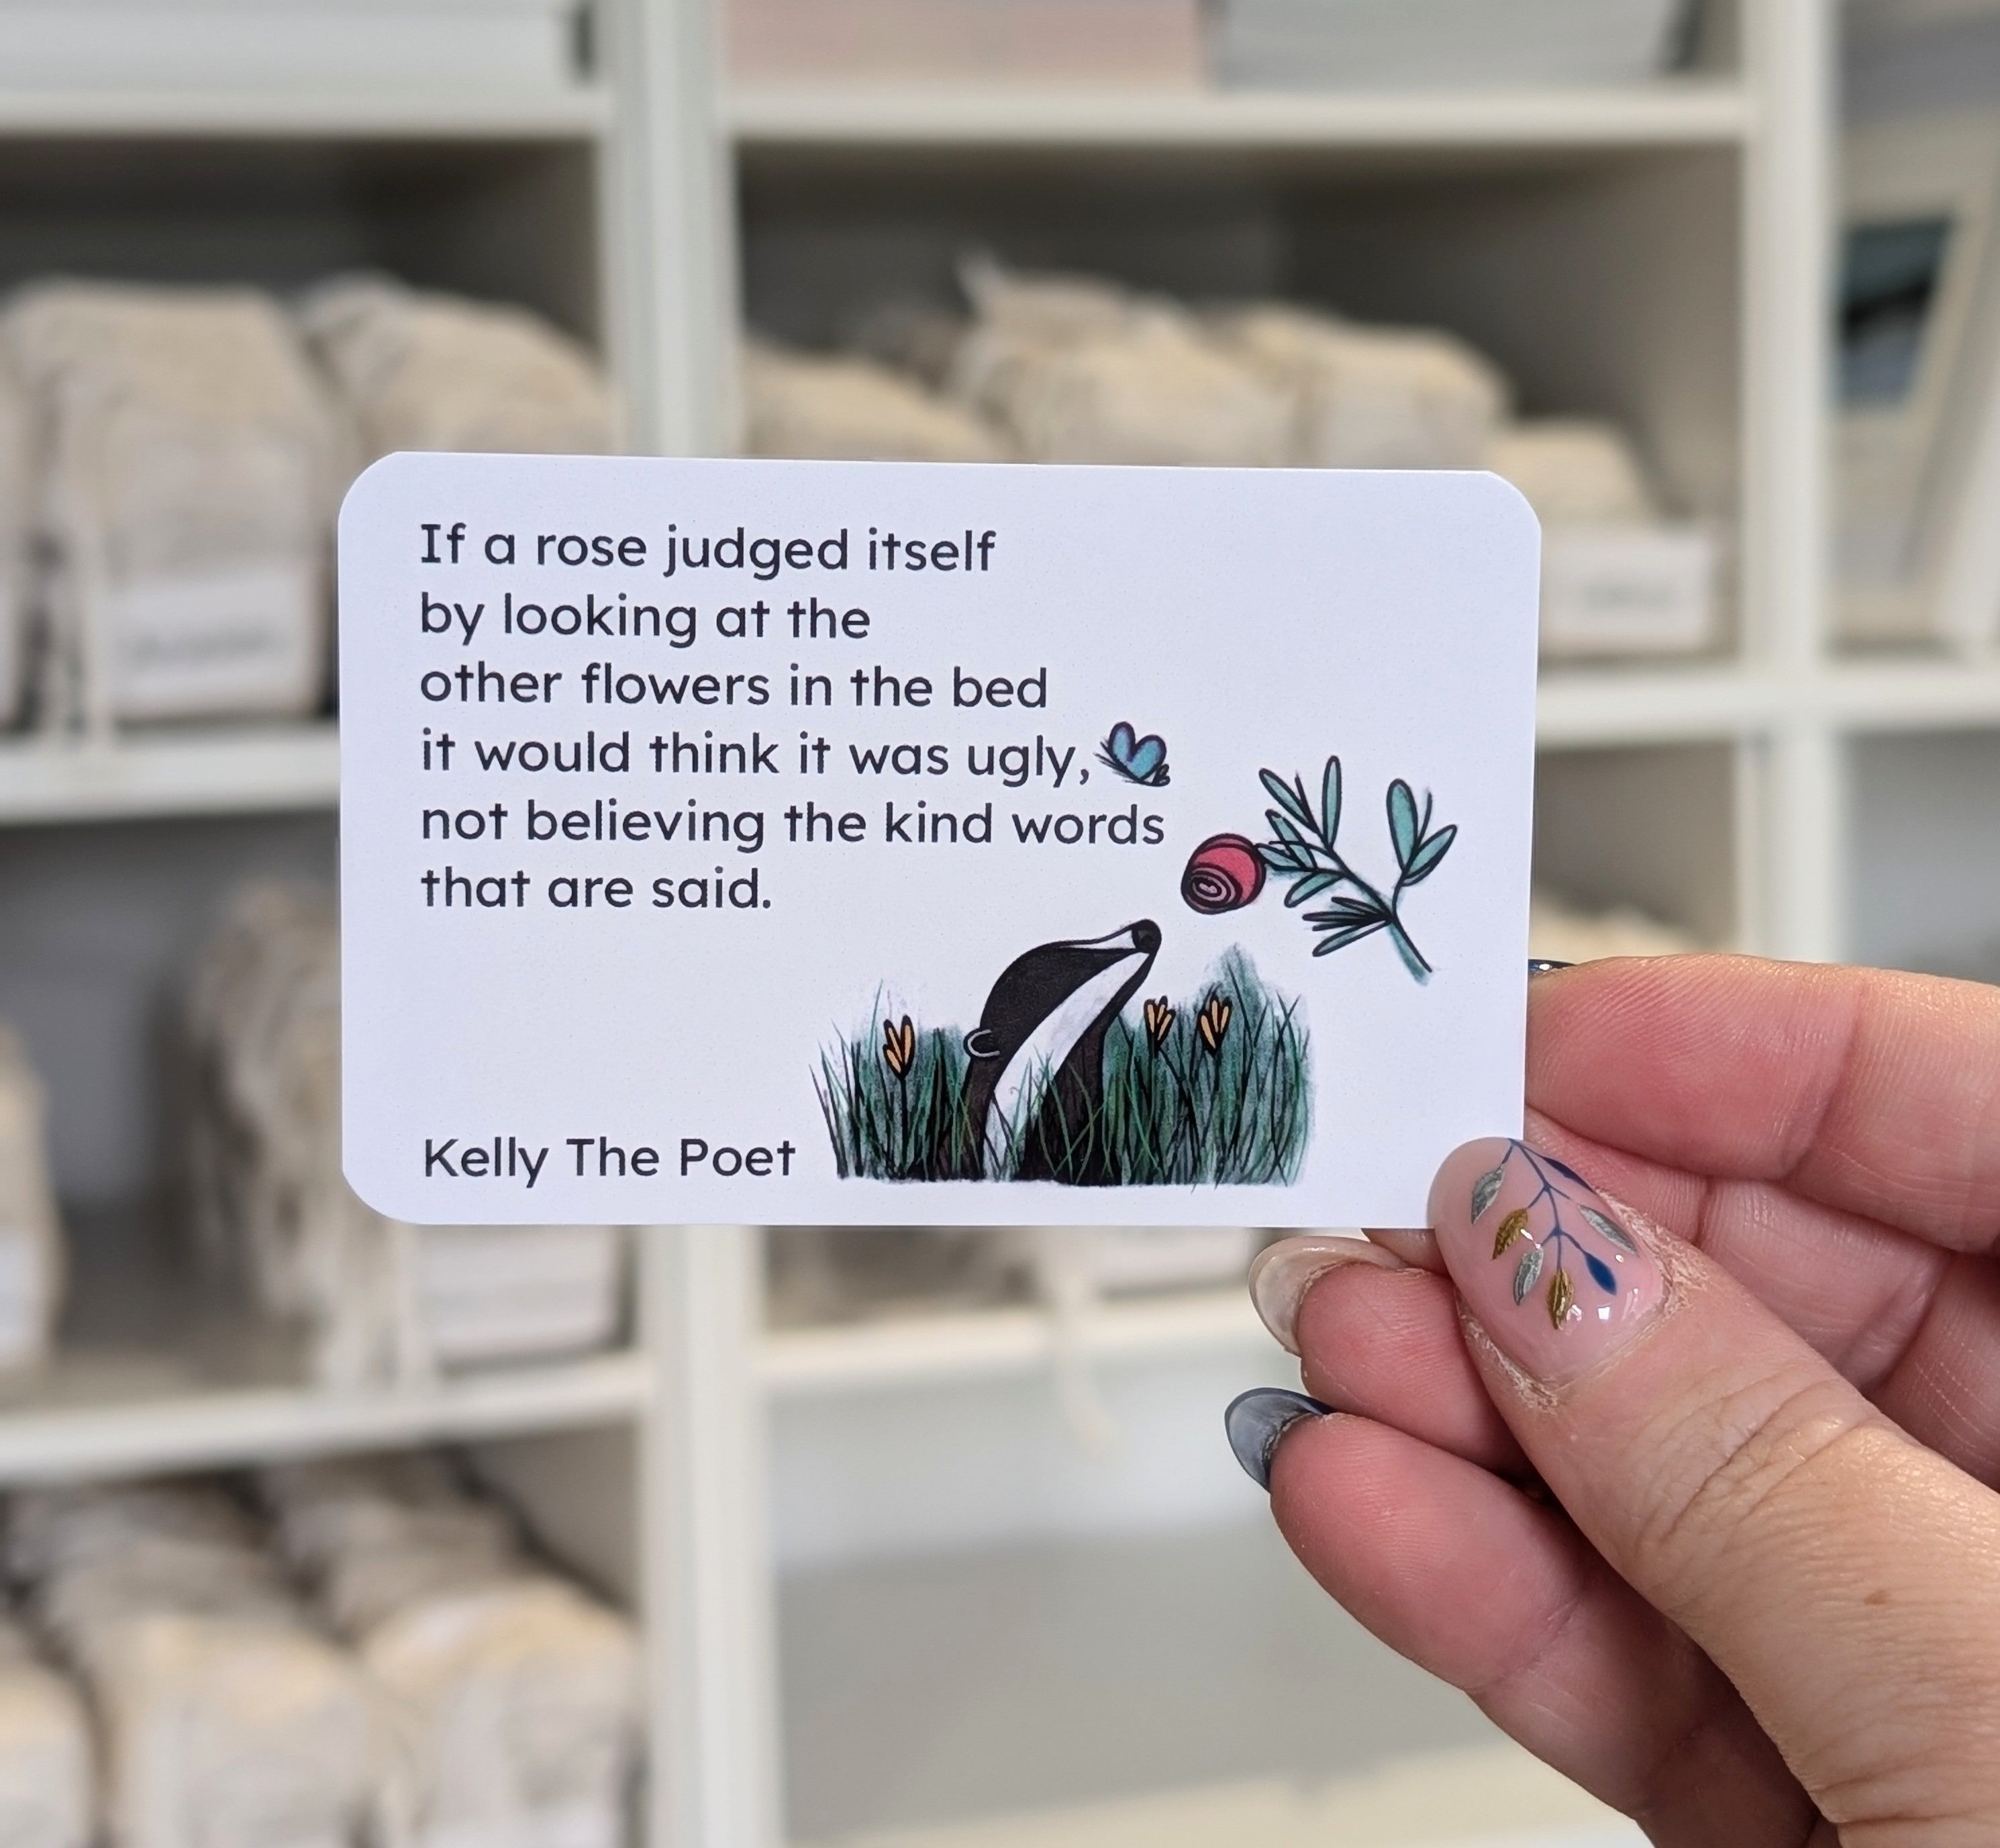 If a rose judged itself
by looking at the
other flowers in the bed
it would think it was ugly,
not believing the kind words
that are said.
Kelly The Poet